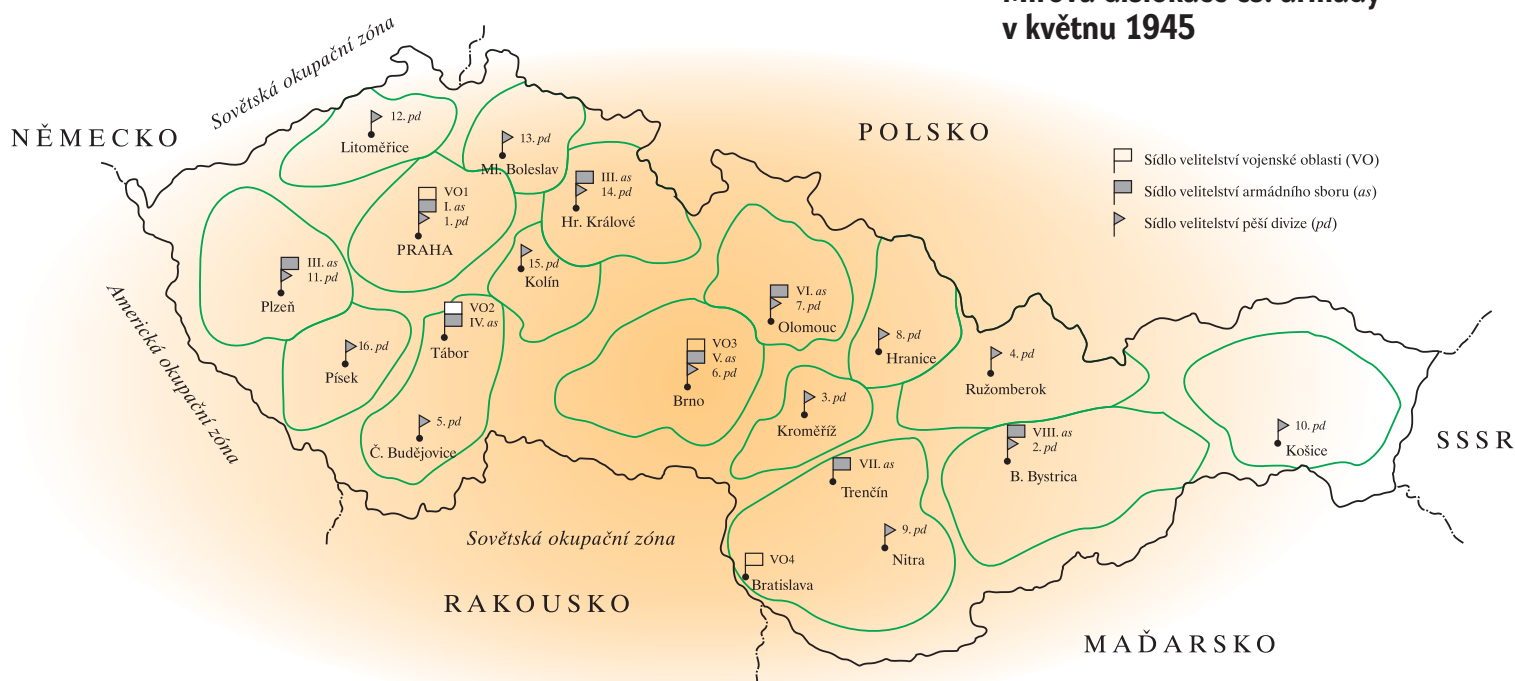 Mírová dislokace čs. armády
v květnu 1945
Sovětská okupační zóna
NĚMECKO
POLSKO
Sídlo velitelství vojenské oblasti (VO)
Sídlo velitelství armádního sboru (as)
Sídlo velitelství pěší divize (pd)
12. pd
Litoměřice
13. pd
Ml. Boleslav
III. as
14. pd
Hr. Králové
VO1
I. as
1. pd
PRAHA
15. pd
Kolín
III. as
11. pd
Plzeň
Americká okupační zóna
VO2
IV. as
Tábor
16. pd
Písek
5. pd
Č. Budějovice
VI. as
7. pd
Olomouc
VO3
V. as
6. pd
Brno
8. pd
Hranice
4. pd
Ružomberok
3. pd
Kroměříž
VIII. as
2. pd
B. Bystrica
10. pd
Košice
SSSR
VII. as
Trenčín
9. pd
Nitra
VO4
Bratislava
Sovětská okupační zóna
RAKOUSKO
MAĎARSKO